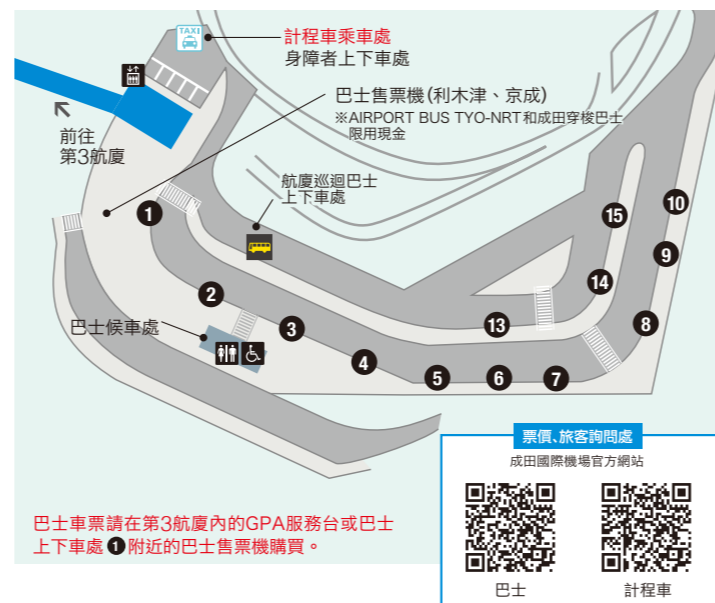 TAXI
計程車乘車處
身障者上下車處
巴士售票機(利木津、京成)
※AIRPORT BUS TYO-NRT和成田穿梭巴士
限用現金
前往
第3航廈
航廈巡迴巴士
上下車處
1
15
10
9
2
14
巴士候車處
3
13
8
4
5
6
7
票價、旅客詢問處
成田國際機場官方網站
巴士
計程車
巴士車票請在第3航廈內的GPA服務台或巴士
上下車處❶附近的巴士售票機購買。